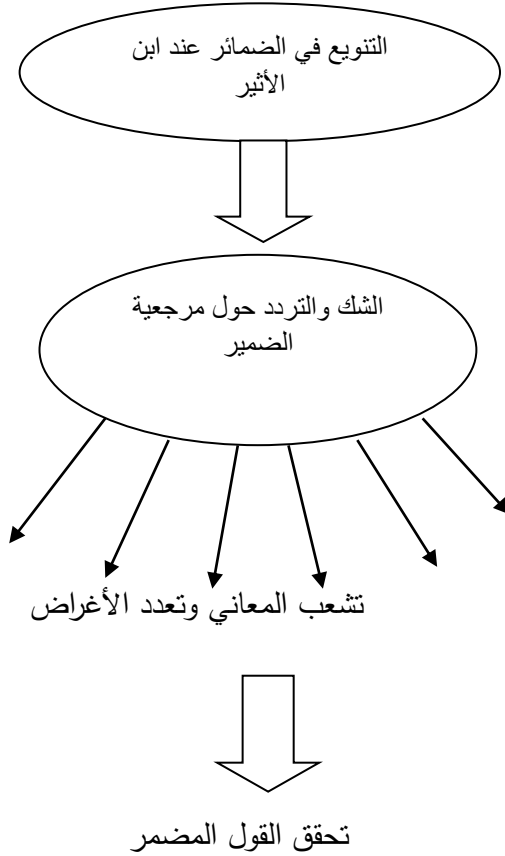 التنويع في الضمائر عند ابن
الأثير
الشك والتردد حول مرجعية
الضمير
تشعب المعاني وتعدد الأغراض
تحقق القول المضمر